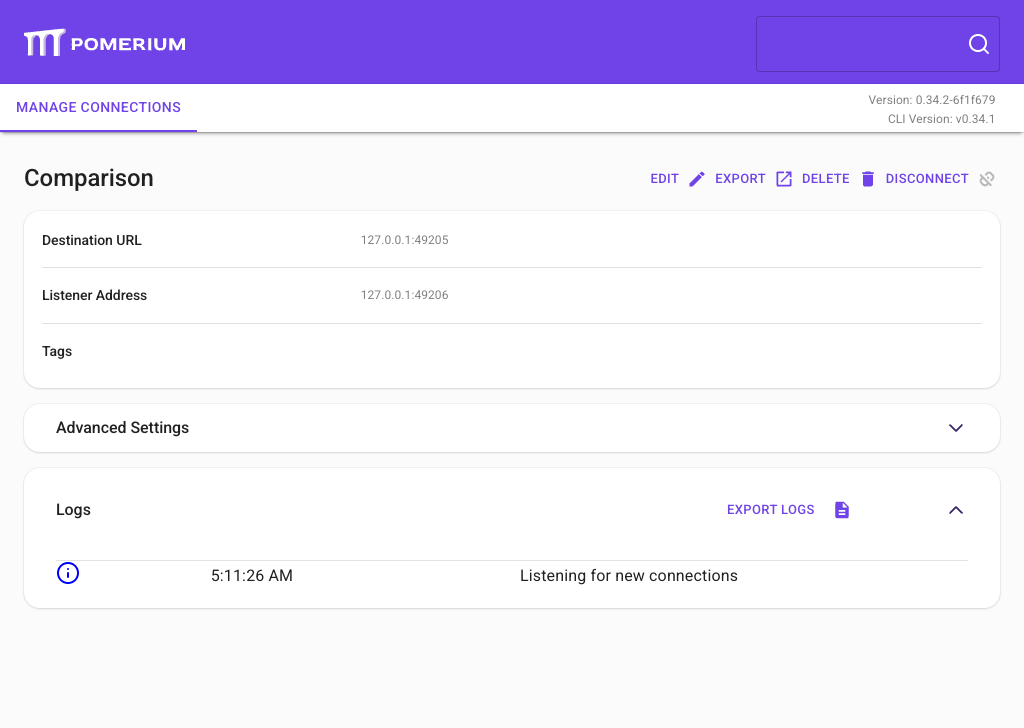 POMERIUM
MANAGE CONNECTIONS
Version: 0.34.2-6f1f679
CLI Version: v0.34.1
Comparison
EDIT EXPORT DELETE DISCONNECT
Destination URL 127.0.0.1:49205
Listener Address 127.0.0.1:49206
Tags
Advanced Settings
Logs EXPORT LOGS
5:11:26 AM Listening for new connections